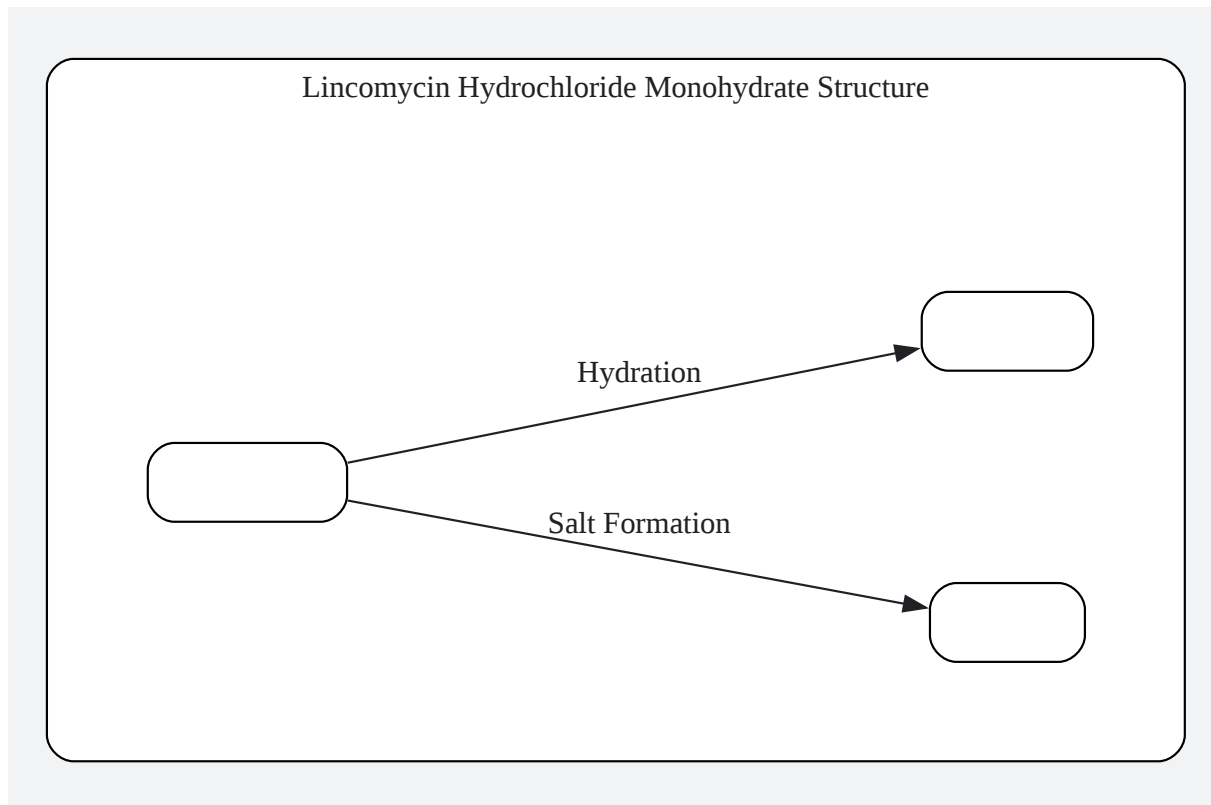 Lincomycin Hydrochloride Monohydrate Structure
Hydration
Salt Formation